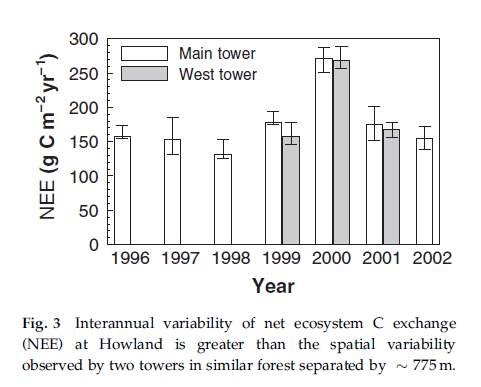 300
Main tower
250
West tower
200
150
100
50
0
NEE (g C m⁻² yr⁻¹)
1996 1997 1998 1999 2000 2001 2002
Year
Fig. 3 Interannual variability of net ecosystem C exchange
(NEE) at Howland is greater than the spatial variability
observed by two towers in similar forest separated by ~ 775 m.